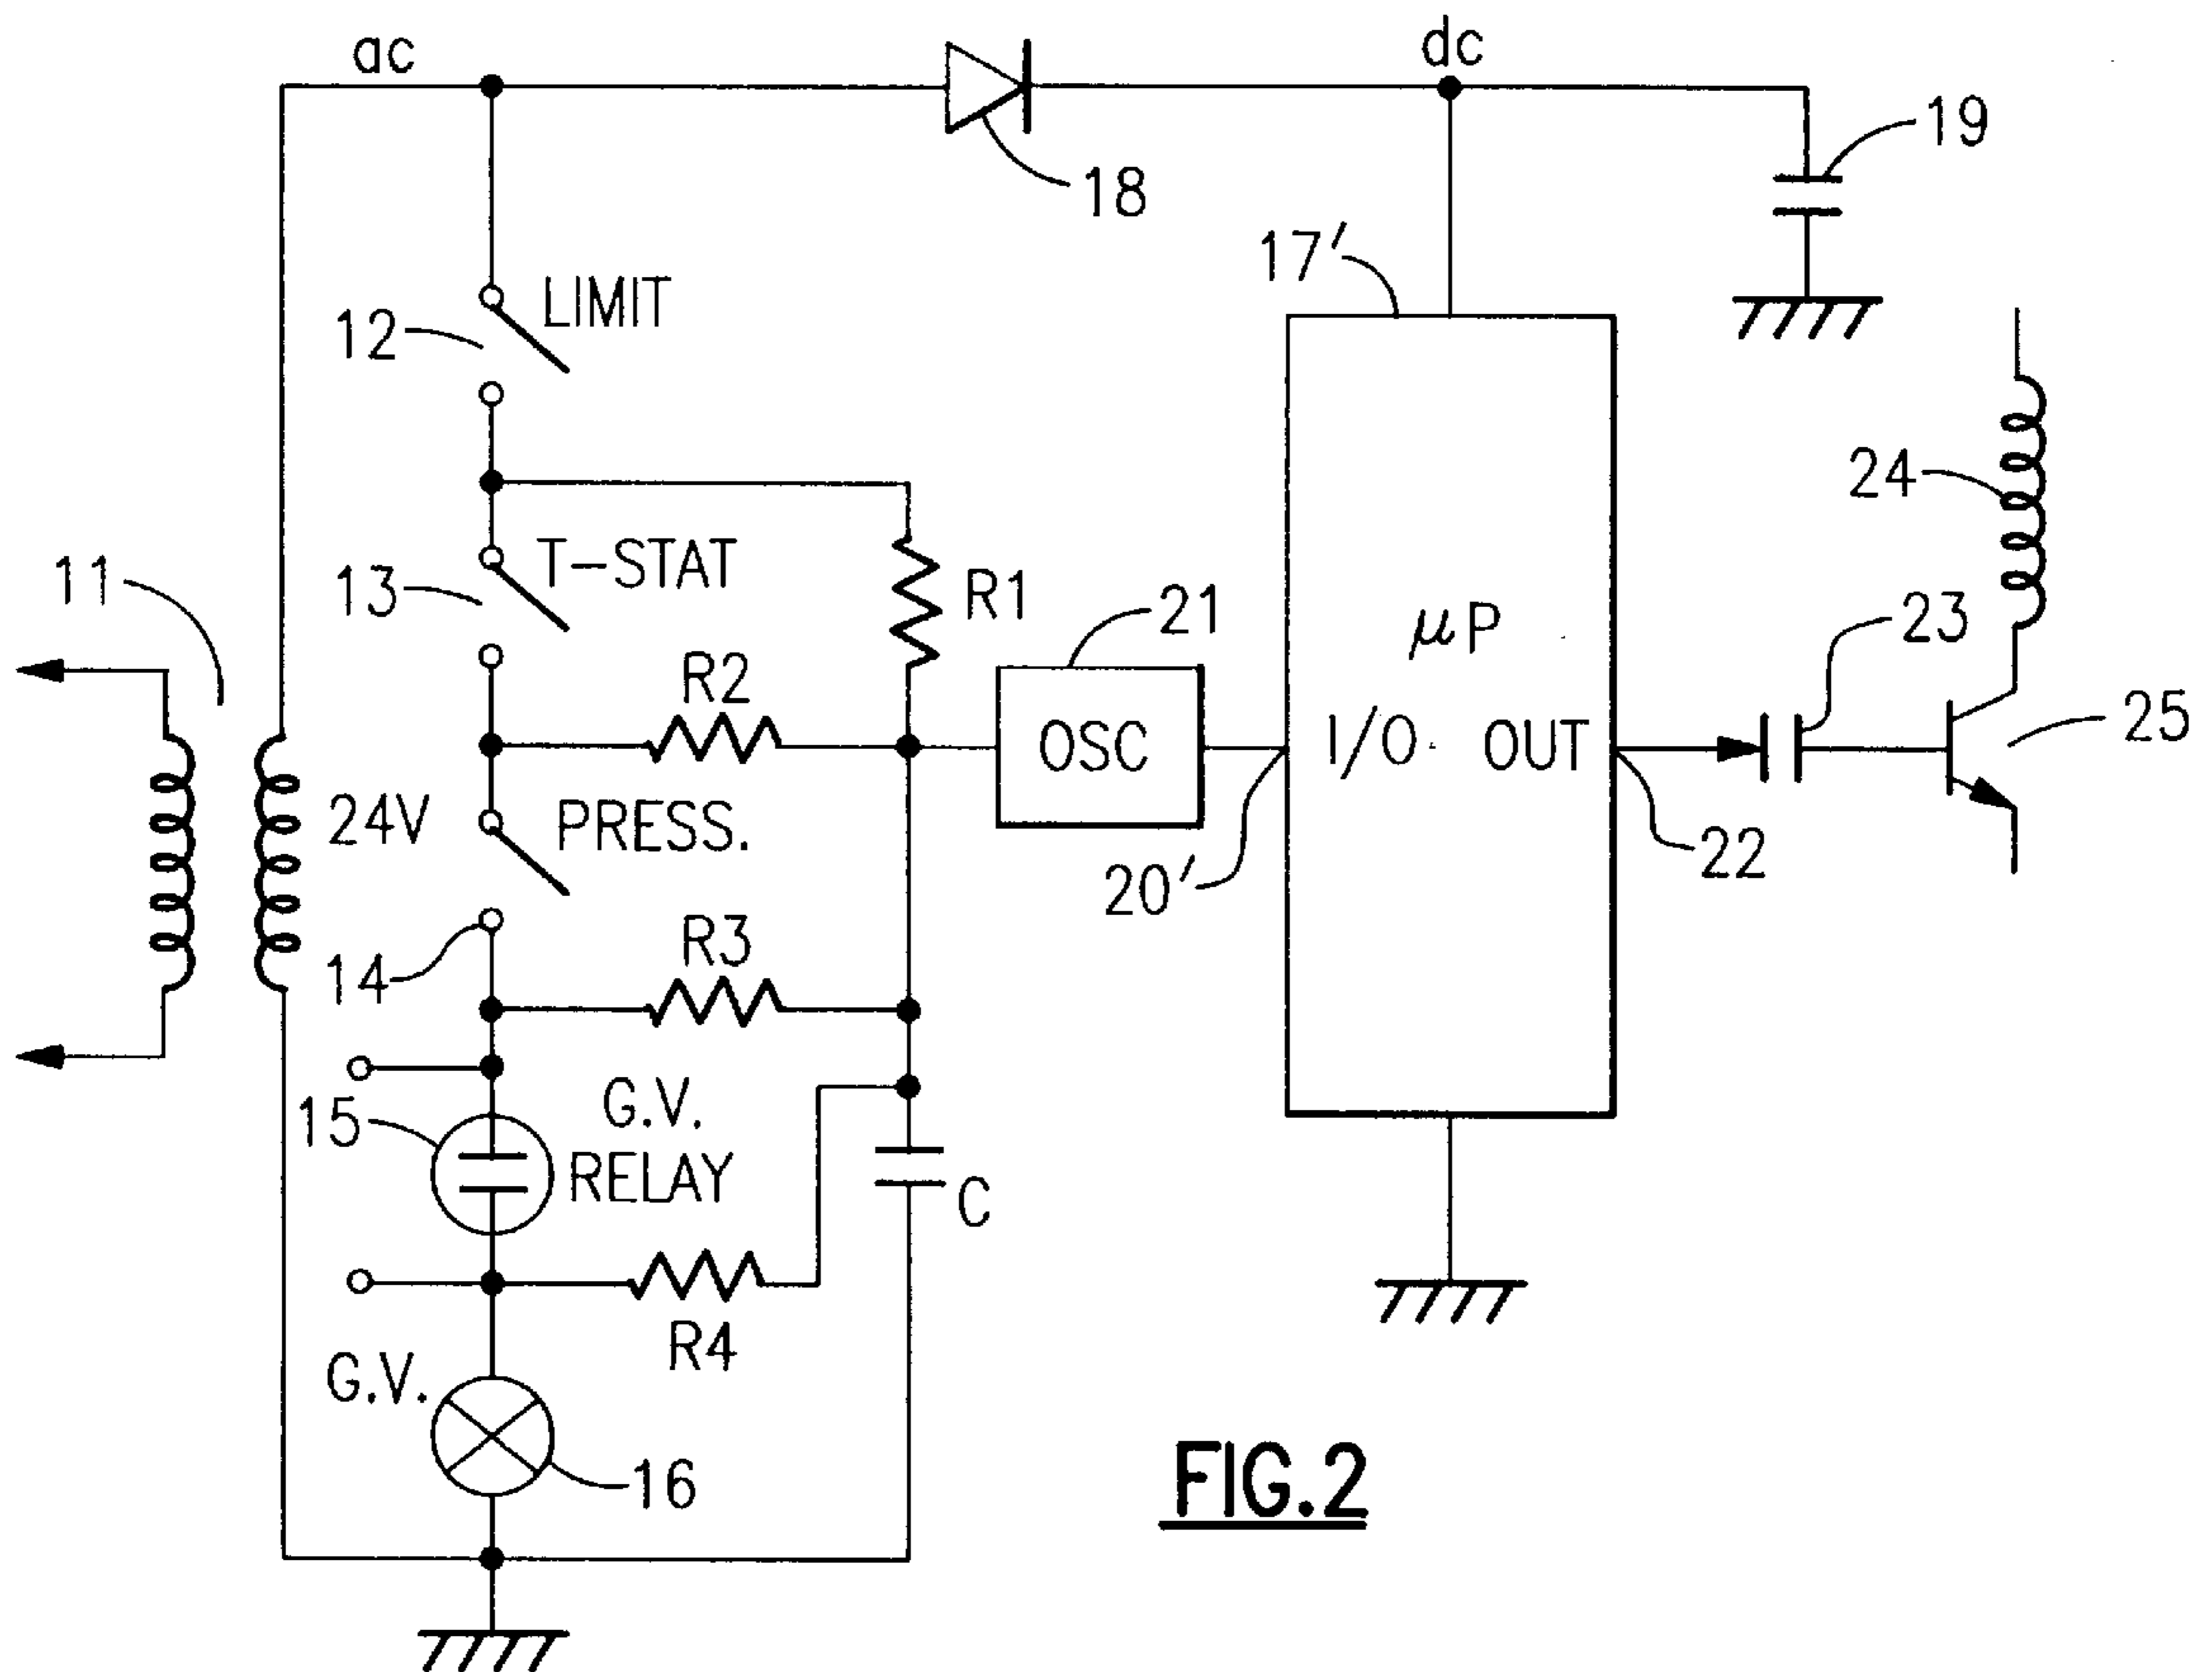 ac
dc
19
18
17′
LIMIT
12
T-STAT
13
R1
11
24
μP
21
23
R2
OSC
I/O
OUT
25
24V
PRESS.
20′
22
R3
14
G.V.
RELAY
15
C
R4
G.V.
16
FIG.2